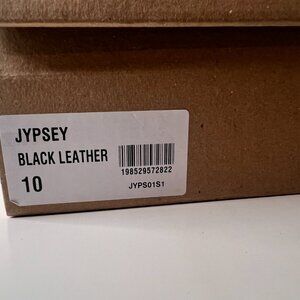 JYPSEY
BLACK LEATHER
10
198529572822
JYPS01S1